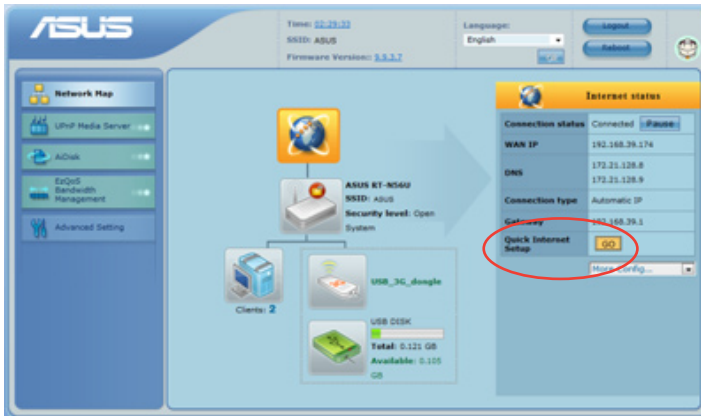 ASUS
Time: 02:29:33
SSID: ASUS
Firmware Version:: 1.0.1.7
Language:
English
Logout
Reboot
Network Map
UPnP Media Server
AiDisk
EzQoS
Bandwidth
Management
Advanced Setting
ASUS RT-N56U
SSID: ASUS
Security level: Open
System
Clients: 2
USB_3G_dongle
USB DISK
Total: 0.121 GB
Available: 0.105
GB
Internet status
Connection status Connected Pause
WAN IP 192.168.39.174
DNS 172.21.128.8
172.21.128.9
Connection type Automatic IP
Gateway 192.168.39.1
Quick Internet
Setup GO
More Config...